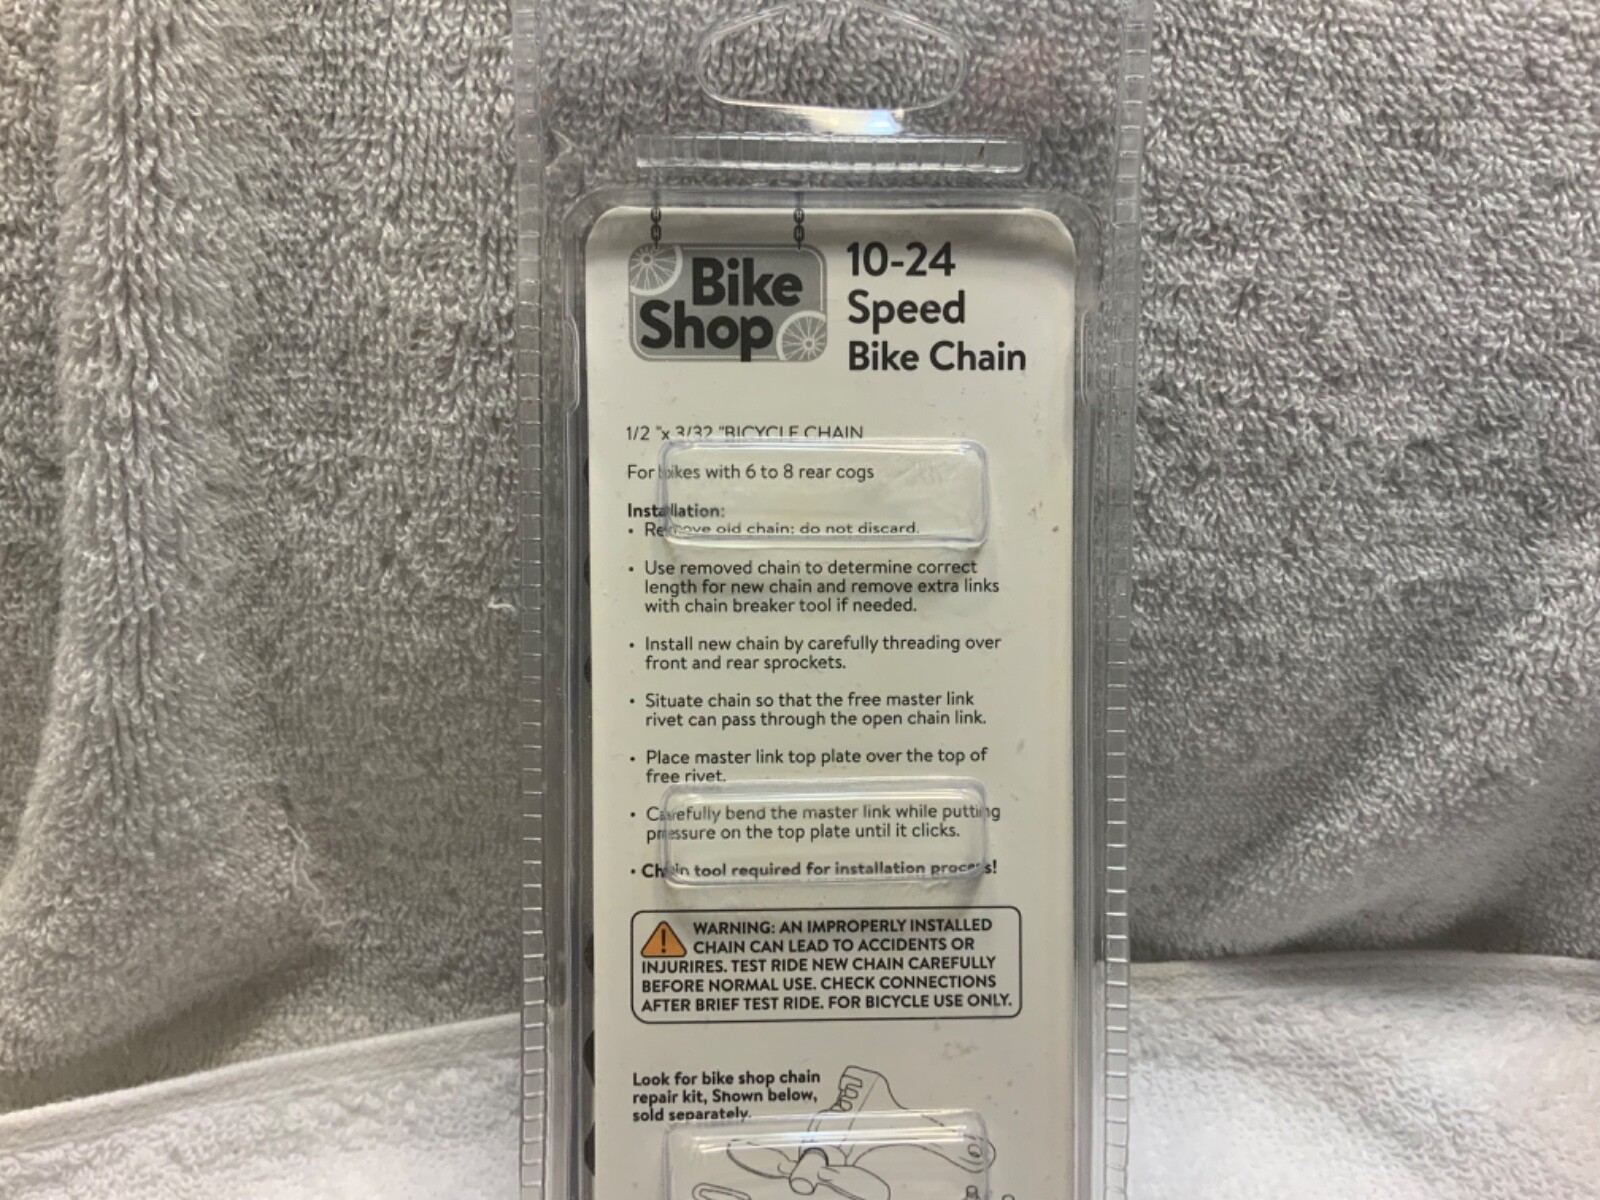 Bike
Shop
10-24
Speed
Bike Chain
1/2 "x 3/32 "BICYCLE CHAIN
For bikes with 6 to 8 rear cogs
Installation:
• Remove old chain; do not discard.
• Use removed chain to determine correct
length for new chain and remove extra links
with chain breaker tool if needed.
• Install new chain by carefully threading over
front and rear sprockets.
• Situate chain so that the free master link
rivet can pass through the open chain link.
• Place master link top plate over the top of
free rivet.
• Carefully bend the master link while putting
pressure on the top plate until it clicks.
• Chain tool required for installation process!
WARNING: AN IMPROPERLY INSTALLED
CHAIN CAN LEAD TO ACCIDENTS OR
INJURIRES. TEST RIDE NEW CHAIN CAREFULLY
BEFORE NORMAL USE. CHECK CONNECTIONS
AFTER BRIEF TEST RIDE. FOR BICYCLE USE ONLY.
Look for bike shop chain
repair kit, Shown below,
sold separately.